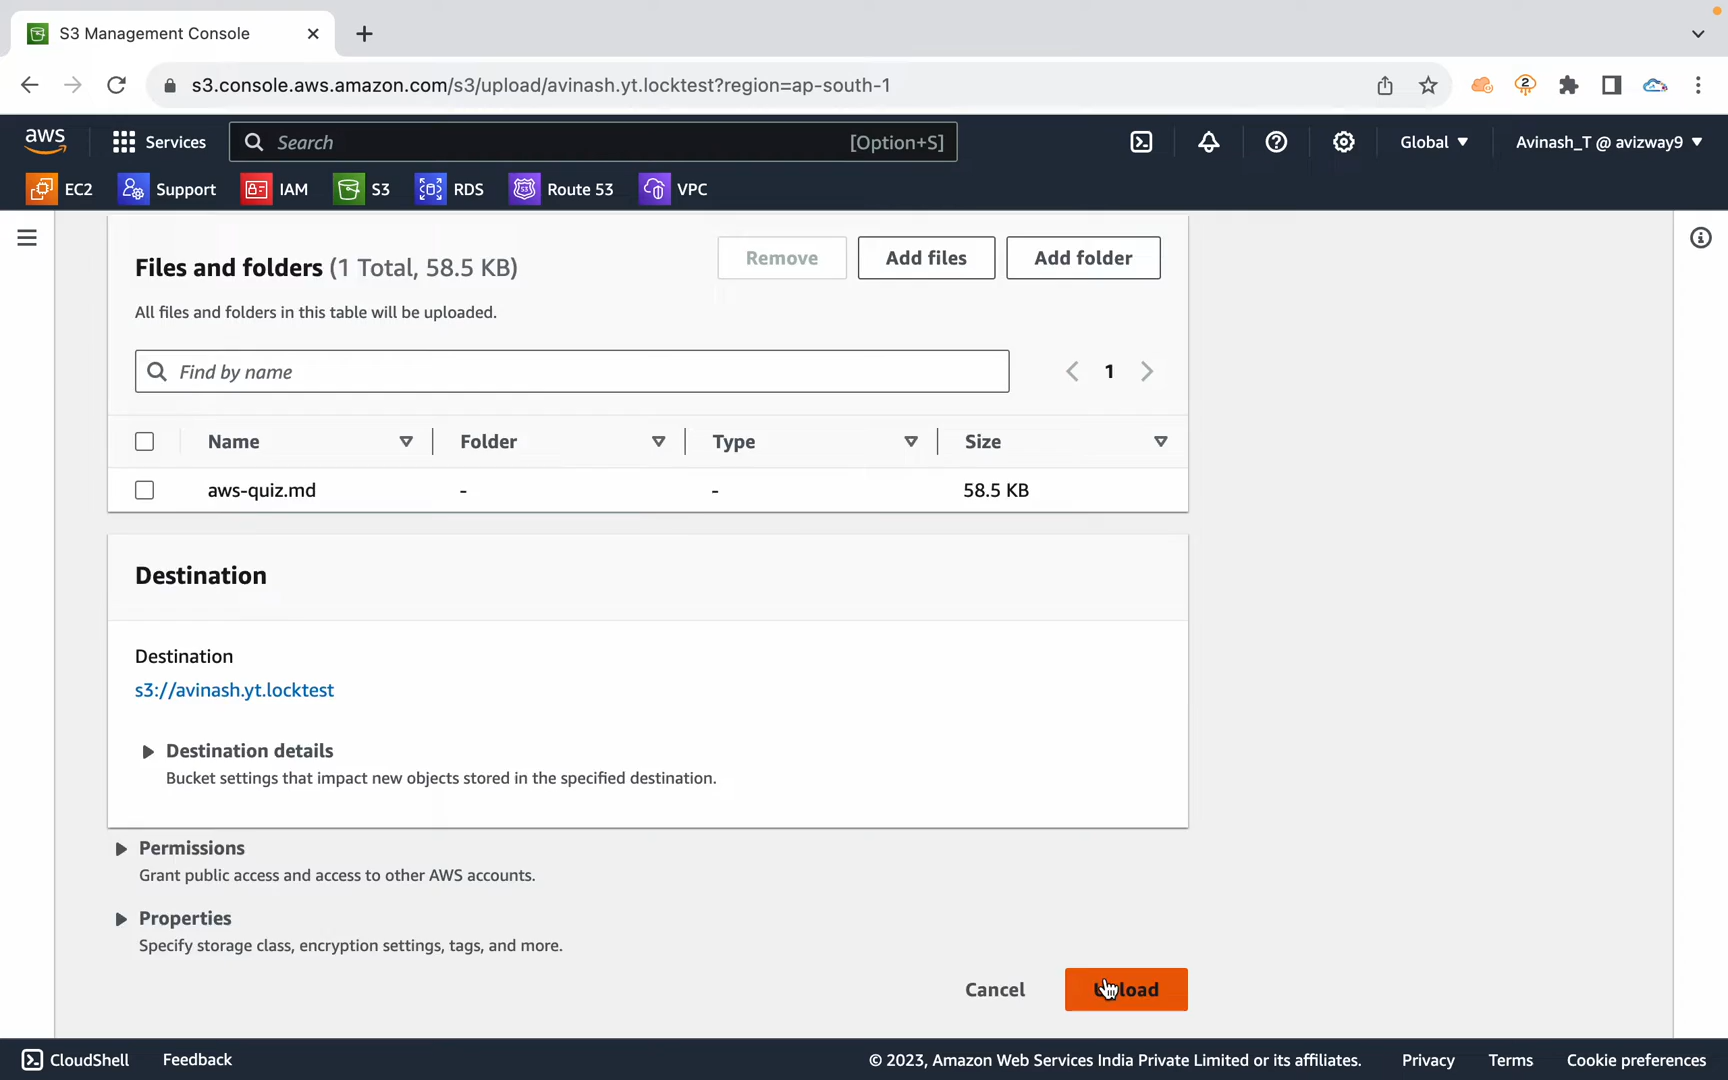 S3 Management Console
s3.console.aws.amazon.com/s3/upload/avinash.yt.locktest?region=ap-south-1
2
aws
Services
Search
[Option+S]
Global
Avinash_T @ avizway9
EC2
Support
IAM
S3
RDS
Route 53
VPC
Files and folders (1 Total, 58.5 KB)
Remove
Add files
Add folder
All files and folders in this table will be uploaded.
Find by name
1
Name
Folder
Type
Size
aws-quiz.md
-
-
58.5 KB
Destination
Destination
s3://avinash.yt.locktest
Destination details
Bucket settings that impact new objects stored in the specified destination.
Permissions
Grant public access and access to other AWS accounts.
Properties
Specify storage class, encryption settings, tags, and more.
Cancel
Upload
CloudShell
Feedback
© 2023, Amazon Web Services India Private Limited or its affiliates.
Privacy
Terms
Cookie preferences